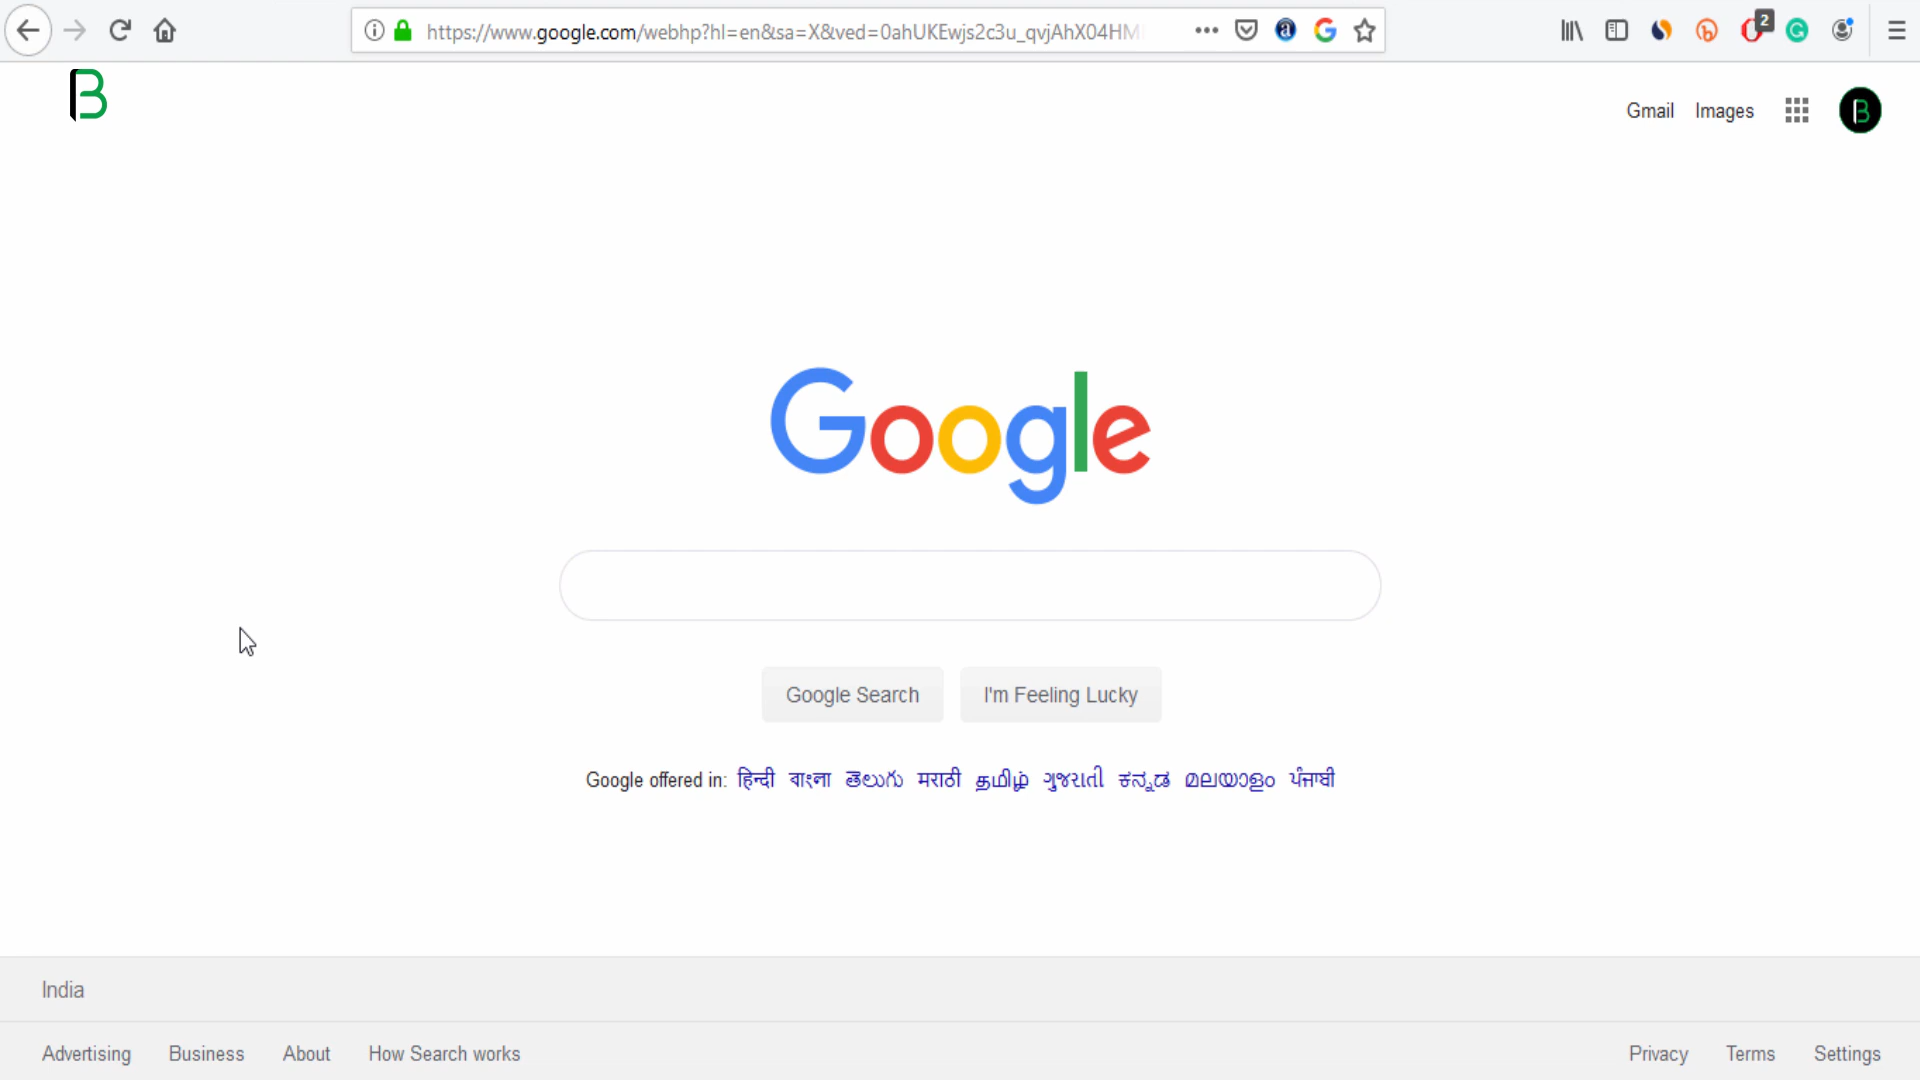 https://www.google.com/webhp?hl=en&sa=X&ved=0ahUKEwjs2c3u_qvjAhX04HM
2
B
Gmail Images
B
Google
Google Search I'm Feeling Lucky
Google offered in: हिन्दी বাংলা తెలుగు मराठी தமிழ் ગુજરાતી ಕನ್ನಡ മലയാളം ਪੰਜਾਬੀ
India
Advertising Business About How Search works Privacy Terms Settings